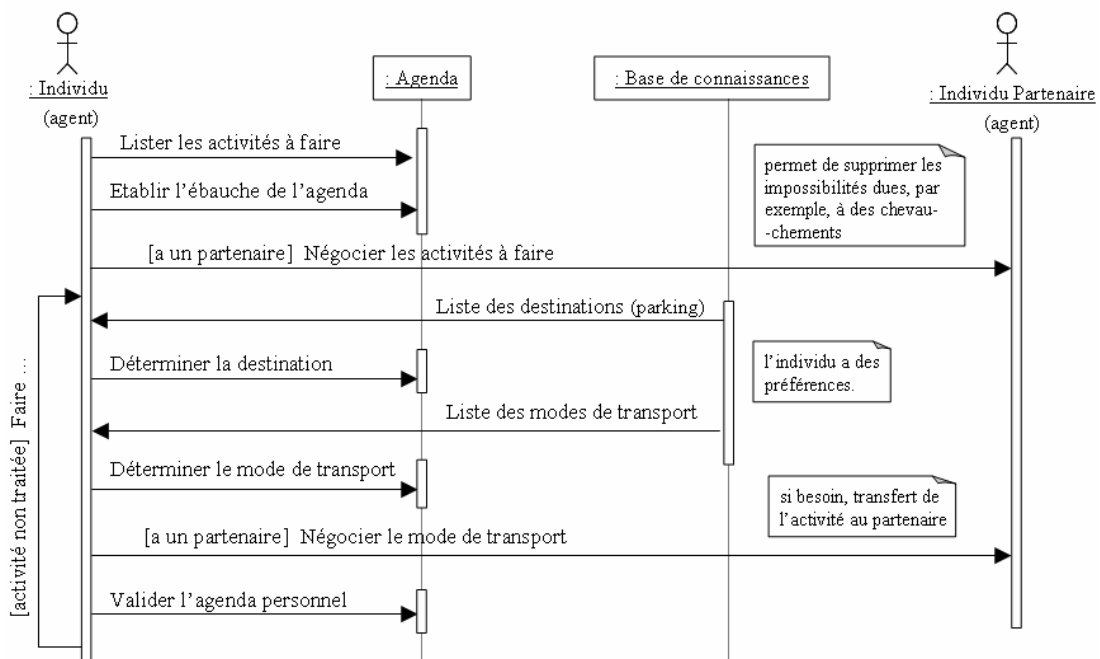 : Individu
(agent)
: Agenda
: Base de connaissances
: Individu Partenaire
(agent)
Lister les activités à faire
Etablir l'ébauche de l'agenda
permet de supprimer les
impossibilités dues, par
exemple, à des chevau-
-chements
[a un partenaire] Négocier les activités à faire
Liste des destinations (parking)
Déterminer la destination
l'individu a des
préférences.
Liste des modes de transport
Déterminer le mode de transport
si besoin, transfert de
l'activité au partenaire
[a un partenaire] Négocier le mode de transport
Valider l'agenda personnel
[activité non traitée] Faire ...